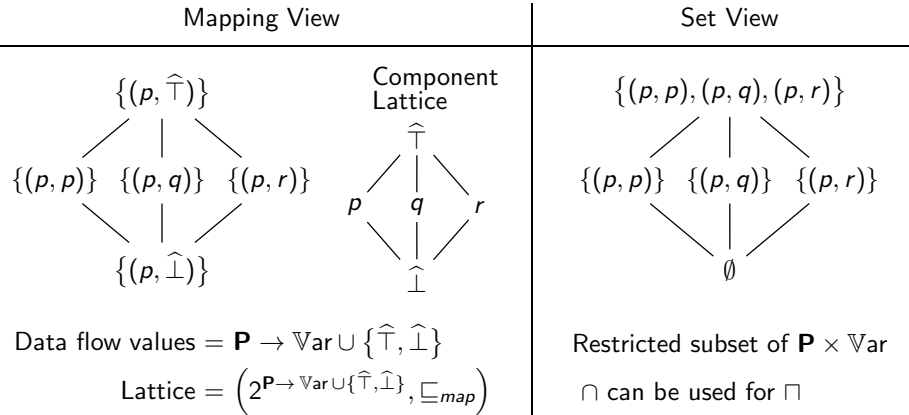 Mapping View
Set View
{(p, ⊤̂)}
Component
Lattice
⊤̂
{(p, p), (p, q), (p, r)}
{(p, p)} {(p, q)} {(p, r)}
p q r
{(p, p)} {(p, q)} {(p, r)}
{(p, ⊥̂)}
⊥̂
∅
Data flow values = P → 𝕍ar ∪ {⊤̂, ⊥̂}
Lattice = (2^{P → 𝕍ar ∪{⊤̂,⊥̂}}, ⊑_{map})
Restricted subset of P × 𝕍ar
∩ can be used for ⊓